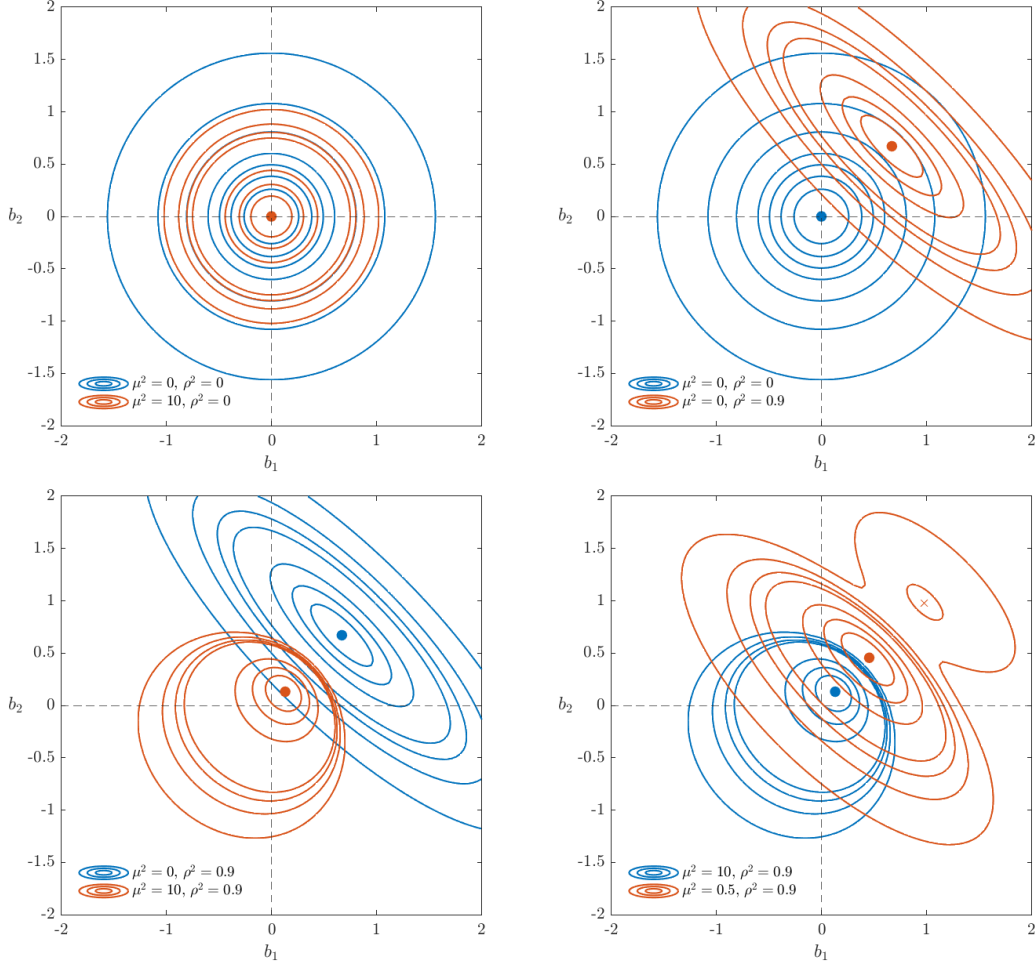 2
1.5
1
0.5
b₂ 0
-0.5
-1
-1.5
-2
μ² = 0, ρ² = 0
μ² = 10, ρ² = 0
-2 -1 0 1 2
b₁
2
1.5
1
0.5
b₂ 0
-0.5
-1
-1.5
-2
μ² = 0, ρ² = 0
μ² = 0, ρ² = 0.9
-2 -1 0 1 2
b₁
2
1.5
1
0.5
b₂ 0
-0.5
-1
-1.5
-2
μ² = 0, ρ² = 0.9
μ² = 10, ρ² = 0.9
-2 -1 0 1 2
b₁
2
1.5
1
0.5
b₂ 0
-0.5
-1
-1.5
-2
μ² = 10, ρ² = 0.9
μ² = 0.5, ρ² = 0.9
-2 -1 0 1 2
b₁